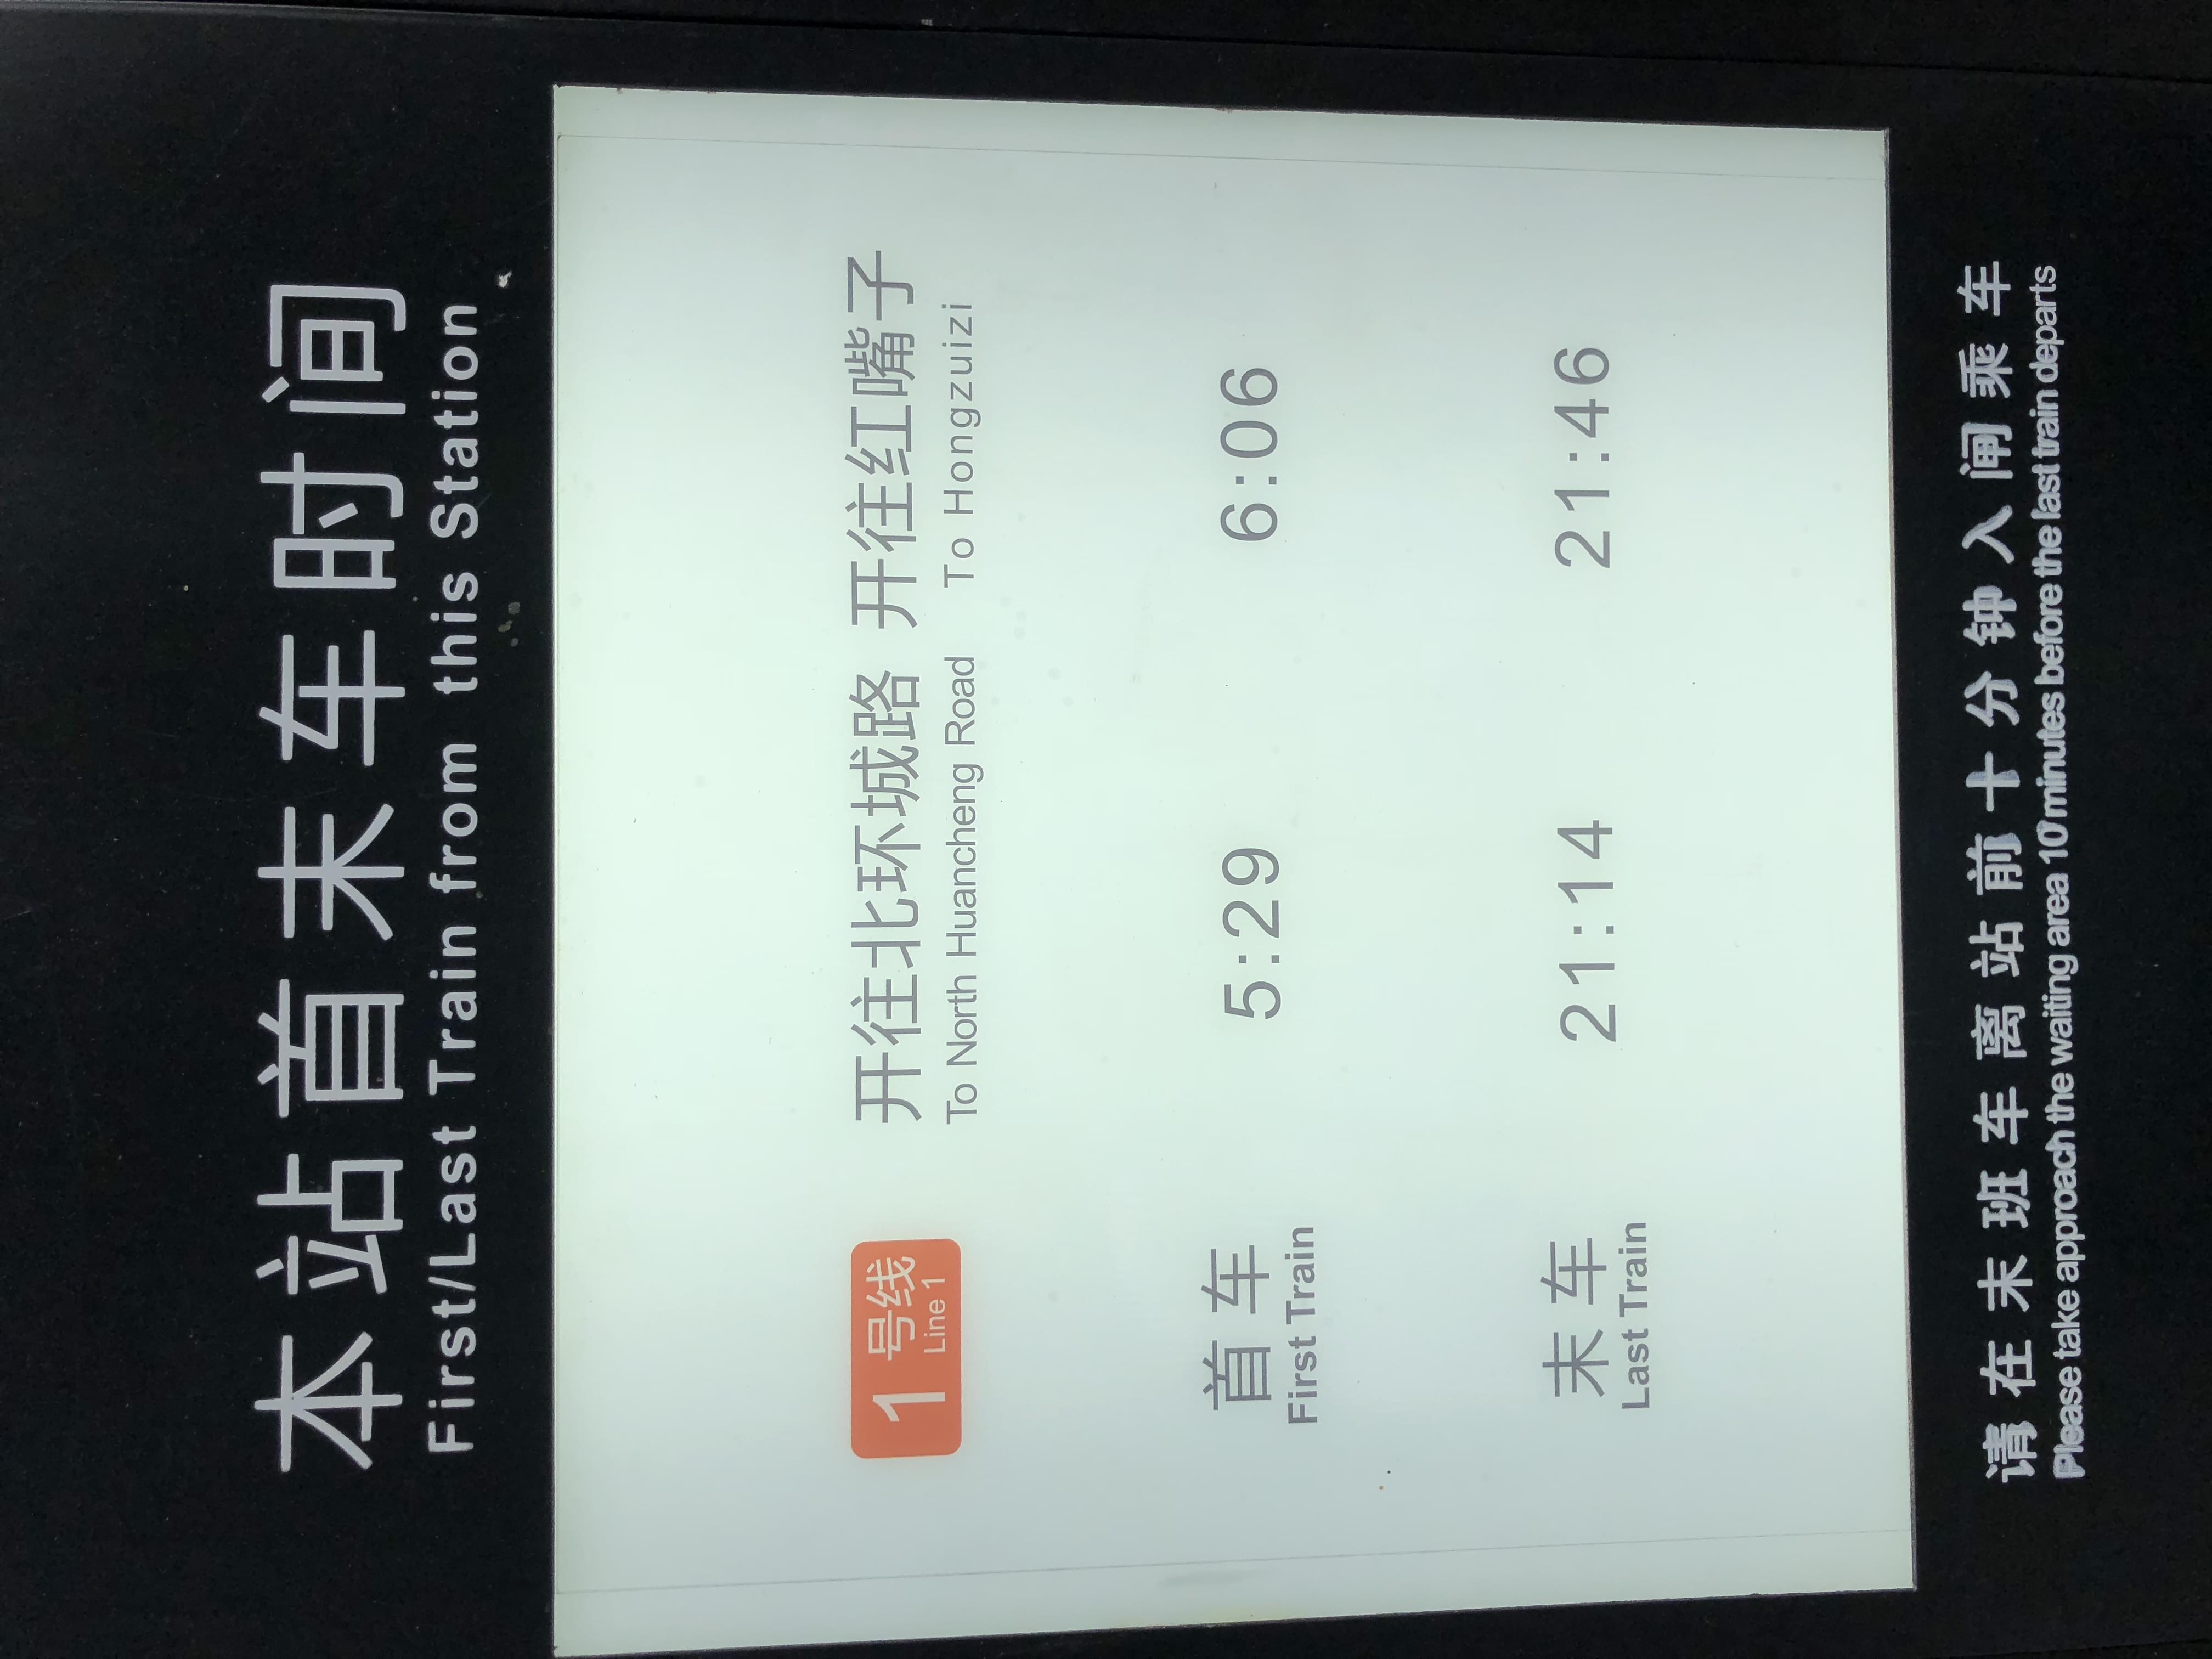 本站首末车时间
First/Last Train from this Station
1 号线
Line 1
开往北环城路 开往红嘴子
To North Huancheng Road To Hongzuizi
首车 5:29 6:06
First Train
末车 21:14 21:46
Last Train
请在末班车离站前十分钟入闸乘车
Please take approach the waiting area 10 minutes before the last train departs